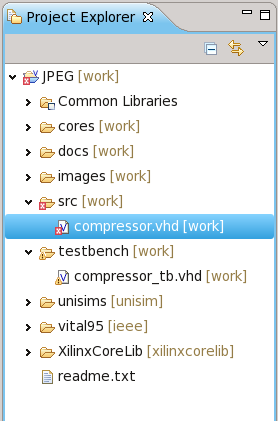 Project Explorer
JPEG [work]
Common Libraries
cores [work]
docs [work]
images [work]
src [work]
compressor.vhd [work]
testbench [work]
compressor_tb.vhd [work]
unisims [unisim]
vital95 [ieee]
XilinxCoreLib [xilinxcorelib]
readme.txt